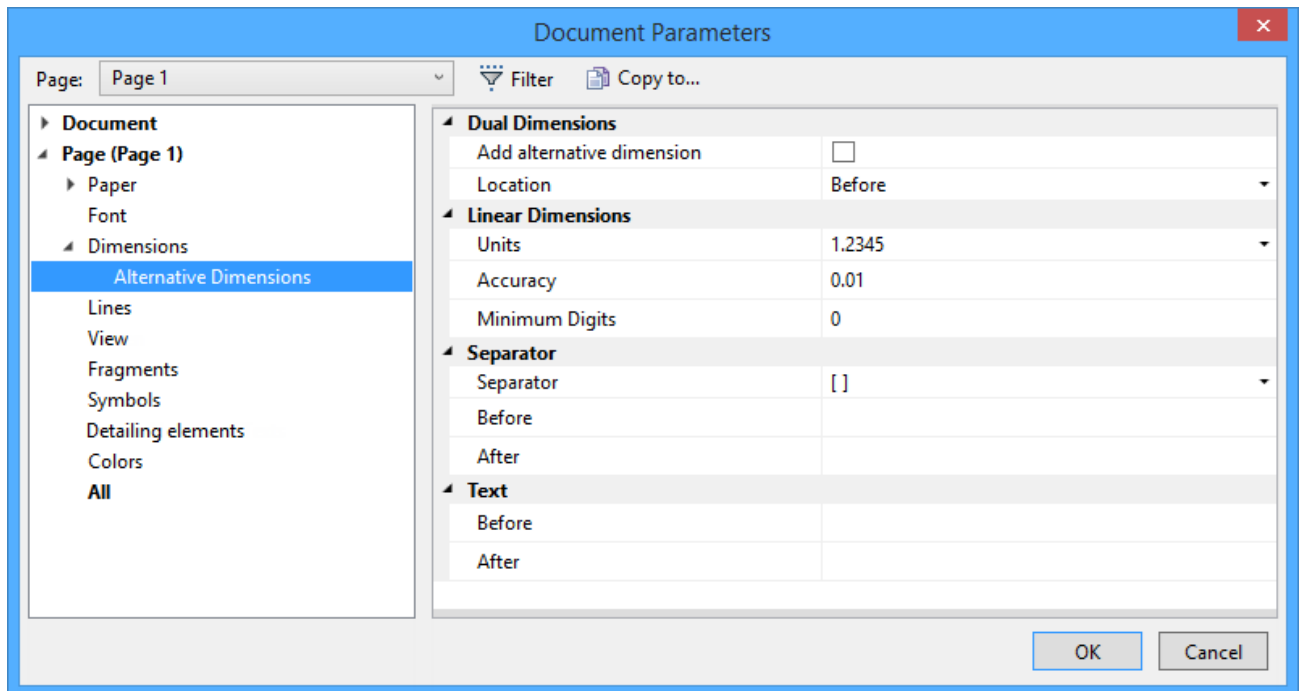 Document Parameters
Page: Page 1 Filter Copy to...
Document
Page (Page 1)
Paper
Font
Dimensions
Alternative Dimensions
Lines
View
Fragments
Symbols
Detailing elements
Colors
All
Dual Dimensions
Add alternative dimension
Location Before
Linear Dimensions
Units 1.2345
Accuracy 0.01
Minimum Digits 0
Separator
Separator [ ]
Before
After
Text
Before
After
OK Cancel